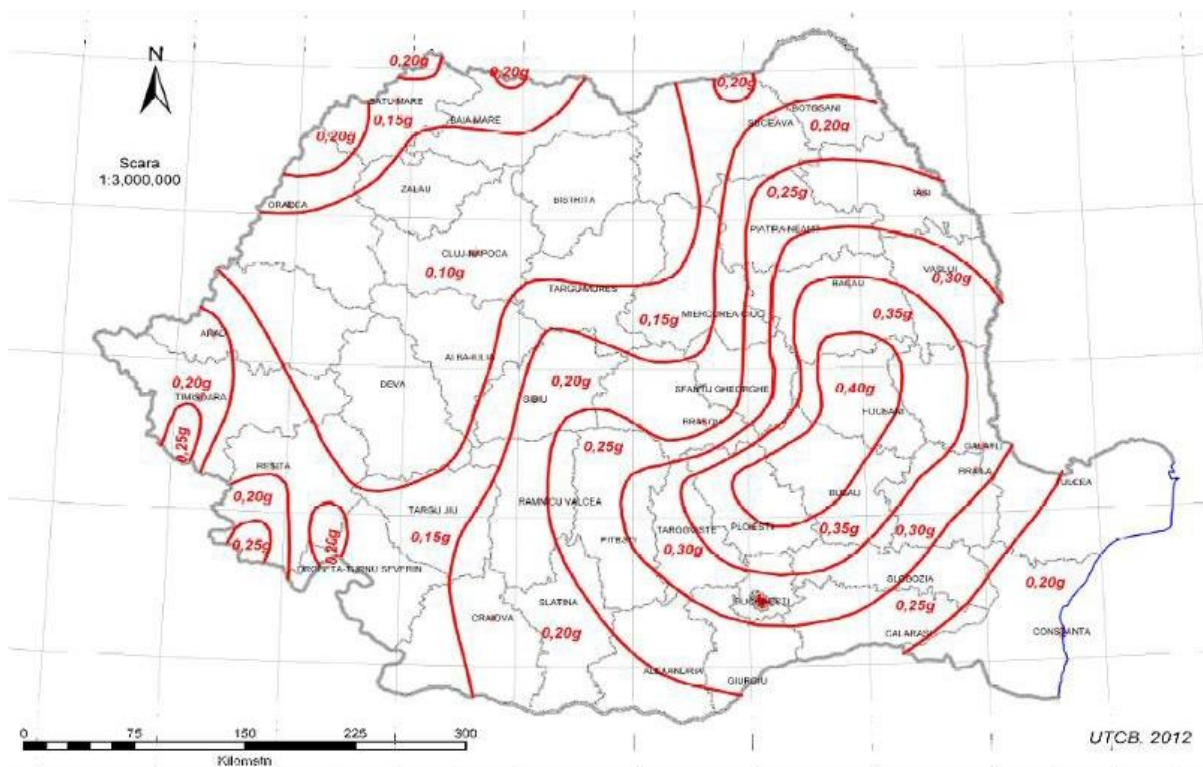 N
Scara
1:3,000,000
0,20g
0,20g
0,20g
BATU-MARE
0,15g
BAIA-MARE
0,20g
BOTOSANI
SUCEAVA
0,20g
ZALAU
ORADEA
BISTRITA
0,25g
IASI
PIATRA-NEAMT
CLUJ-NAPOCA
0,10g
VASLUI
0,30g
TARGU-MURES
BACAU
0,35g
MIERCUREA-CIUC
0,15g
ARAD
ALBA-IULIA
0,20g
TIMISOARA
DEVA
0,20g
SIBIU
SFANTU GHEORGHE
0,40g
FOCSANI
BRASOV
0,25g
0,25g
GALATI
RESITA
BRAILA
TULCEA
0,20g
TARGU JIU
RAMNICU VALCEA
BUZAU
0,15g
PITESTI
TARGOVISTE
PLOIESTI
0,35g
0,30g
0,25g
0,20g
0,30g
DROBETA-TURNU SEVERIN
SLOBOZIA
0,20g
SLATINA
BUCURESTI
0,25g
CRAIOVA
0,20g
CALARASI
CONSTANTA
ALEXANDRIA
GIURGIU
0 75 150 225 300
Kilometri
UTCB. 2012